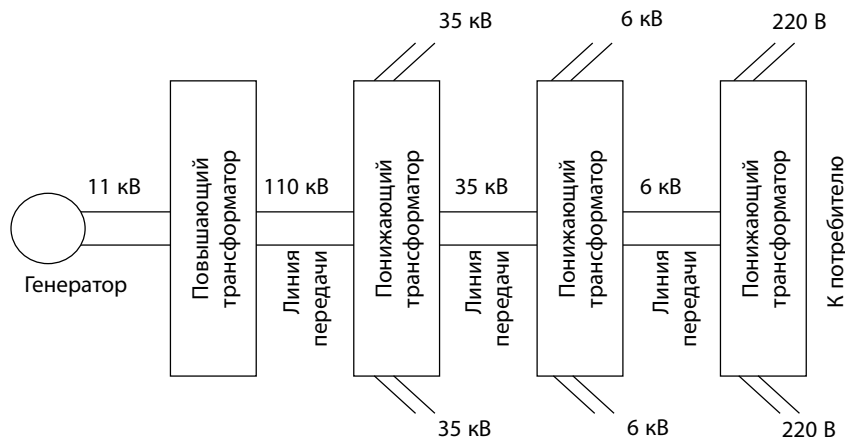 35 кВ
6 кВ
220 В
11 кВ
Генератор
Повышающий
трансформатор
110 кВ
Линия
передачи
Понижающий
трансформатор
35 кВ
Линия
передачи
Понижающий
трансформатор
6 кВ
Линия
передачи
Понижающий
трансформатор
К потребителю
35 кВ
6 кВ
220 В